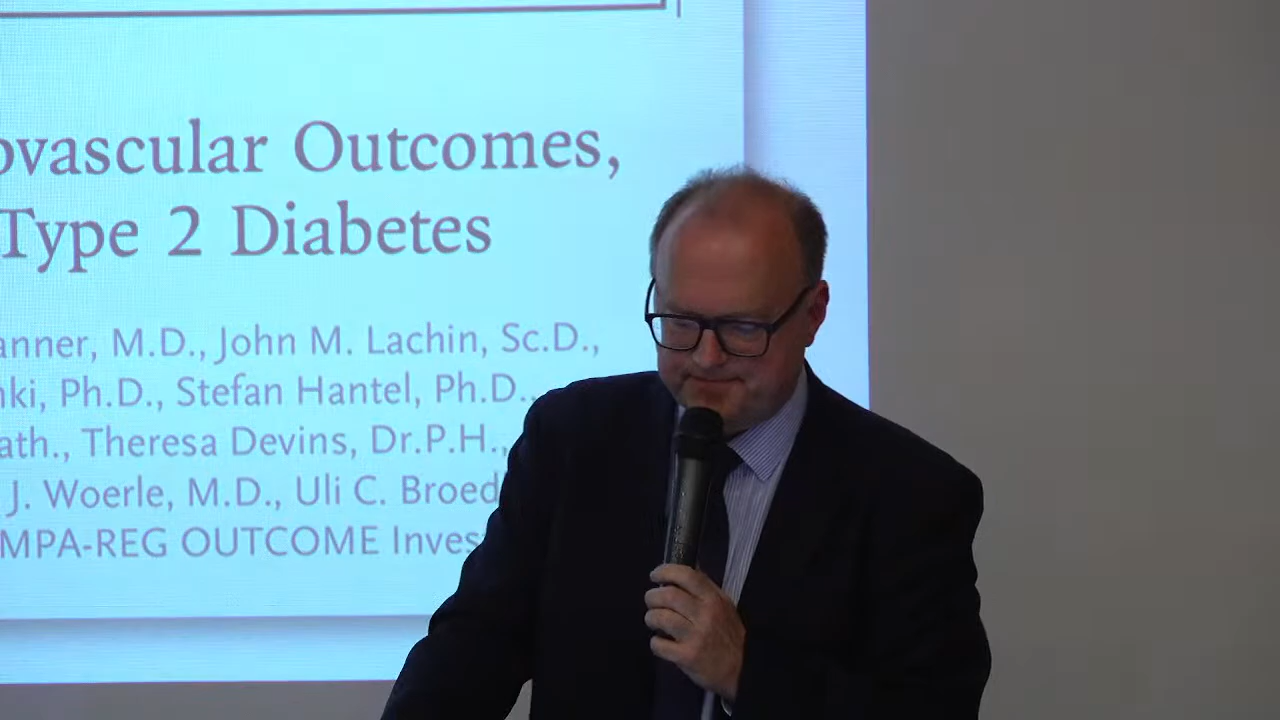 ovascular Outcomes,
Type 2 Diabetes
anner, M.D., John M. Lachin, Sc.D.,
nki, Ph.D., Stefan Hantel, Ph.D.,
ath., Theresa Devins, Dr.P.H.,
J. Woerle, M.D., Uli C. Broed
MPA-REG OUTCOME Inves